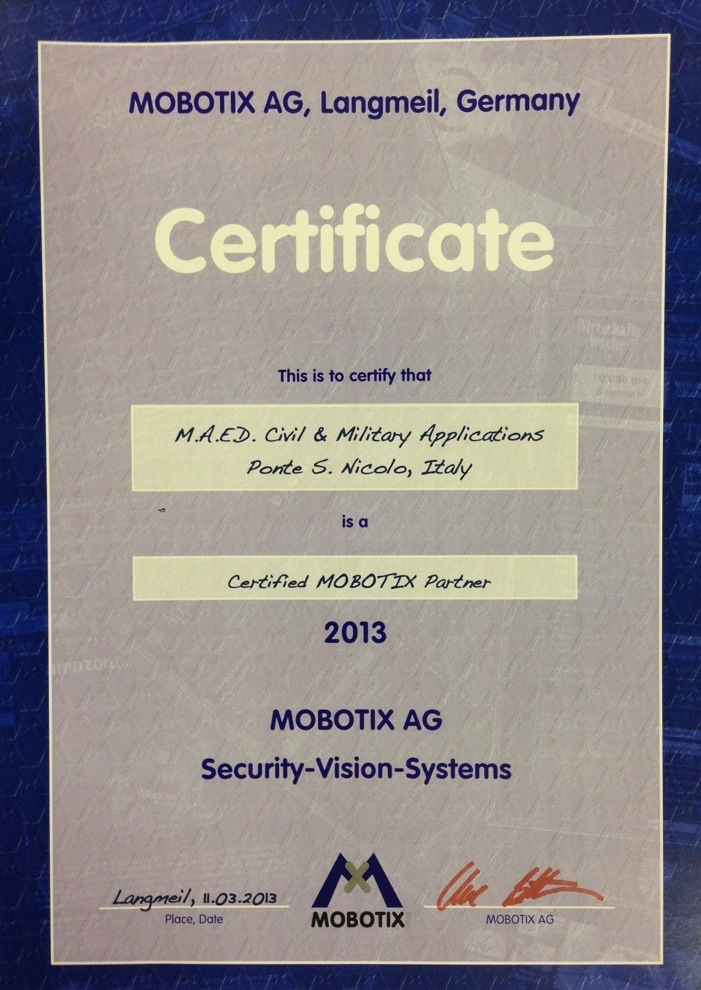 MOBOTIX AG, Langmeil, Germany
Certificate
This is to certify that
M.A.E.D. Civil & Military Applications
Ponte S. Nicolo, Italy
is a
Certified MOBOTIX Partner
2013
MOBOTIX AG
Security-Vision-Systems
Langmeil, 11.03.2013
Place, Date
MOBOTIX
MOBOTIX AG